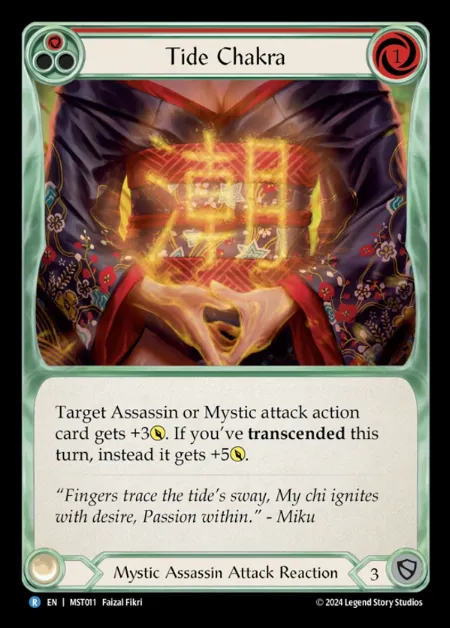 Tide Chakra
1
潮
Target Assassin or Mystic attack action
card gets +3. If you've transcended this
turn, instead it gets +5.
“Fingers trace the tide’s sway, My chi ignites
with desire, Passion within.” - Miku
Mystic Assassin Attack Reaction
3
R EN | MST011 Faizal Fikri
© 2024 Legend Story Studios